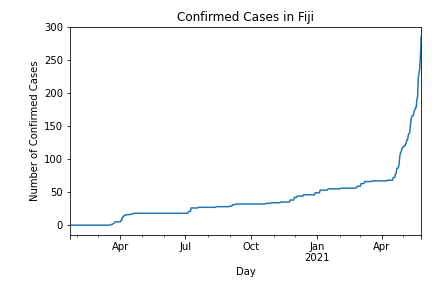 Confirmed Cases in Fiji
300
250
200
150
100
50
0
Number of Confirmed Cases
Apr Jul Oct Jan Apr
2021
Day